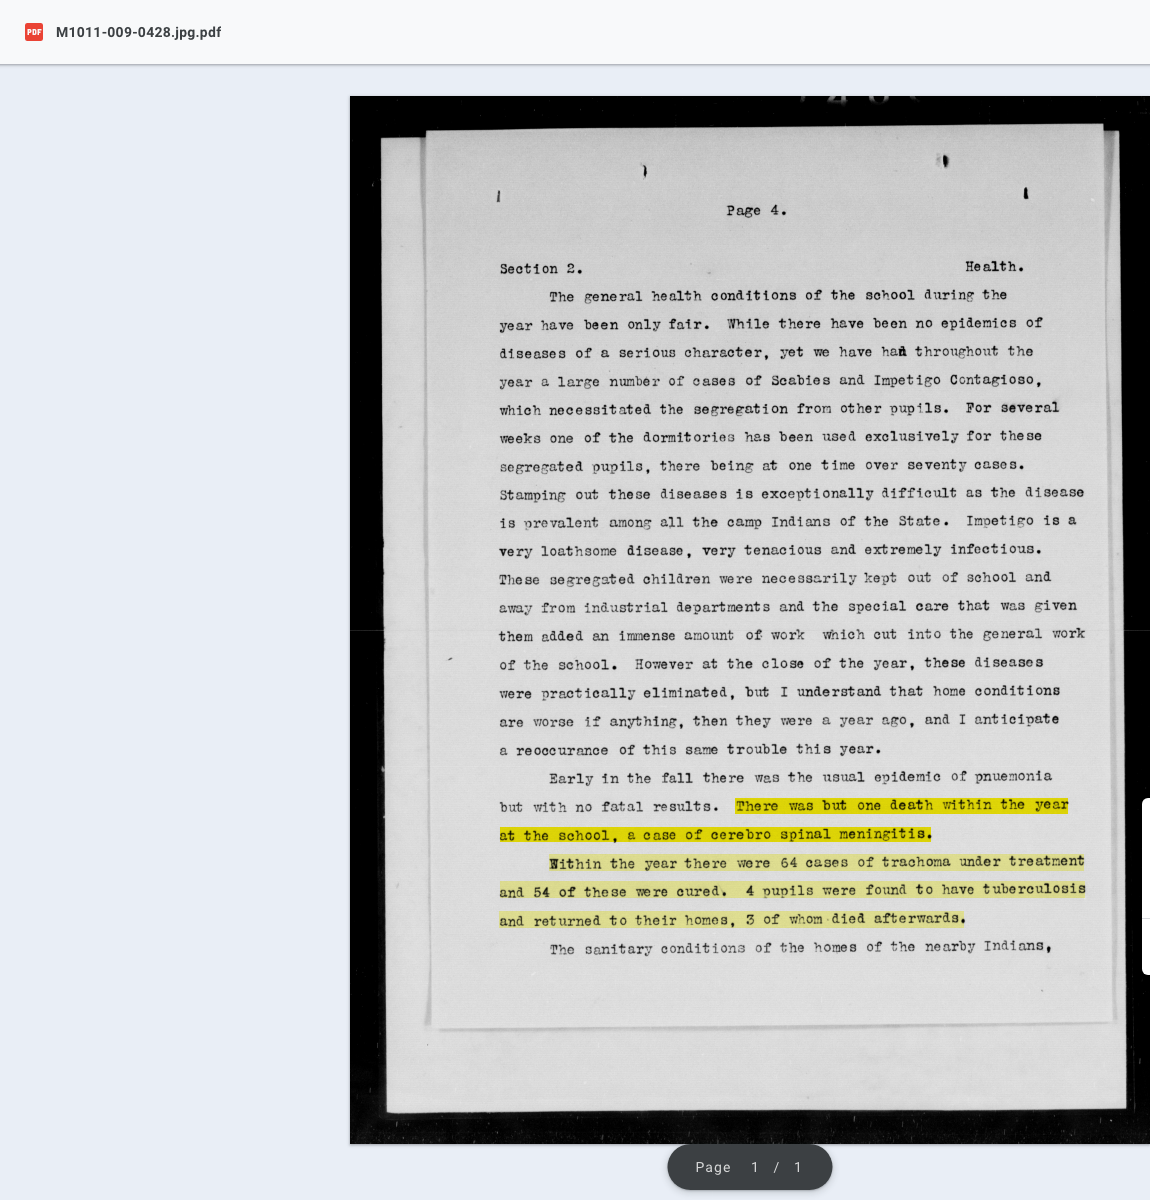 PDF M1011-009-0428.jpg.pdf
Page 4.
Section 2. Health.
The general health conditions of the school during the
year have been only fair. While there have been no epidemics of
diseases of a serious character, yet we have had throughout the
year a large number of cases of Scabies and Impetigo Contagioso,
which necessitated the segregation from other pupils. For several
weeks one of the dormitories has been used exclusively for these
segregated pupils, there being at one time over seventy cases.
Stamping out these diseases is exceptionally difficult as the disease
is prevalent among all the camp Indians of the State. Impetigo is a
very loathsome disease, very tenacious and extremely infectious.
These segregated children were necessarily kept out of school and
away from industrial departments and the special care that was given
them added an immense amount of work which cut into the general work
of the school. However at the close of the year, these diseases
were practically eliminated, but I understand that home conditions
are worse if anything, then they were a year ago, and I anticipate
a reoccurance of this same trouble this year.
Early in the fall there was the usual epidemic of pnuemonia
but with no fatal results. There was but one death within the year
at the school, a case of cerebro spinal meningitis.
Within the year there were 64 cases of trachoma under treatment
and 54 of these were cured. 4 pupils were found to have tuberculosis
and returned to their homes, 3 of whom died afterwards.
The sanitary conditions of the homes of the nearby Indians,
Page 1 / 1